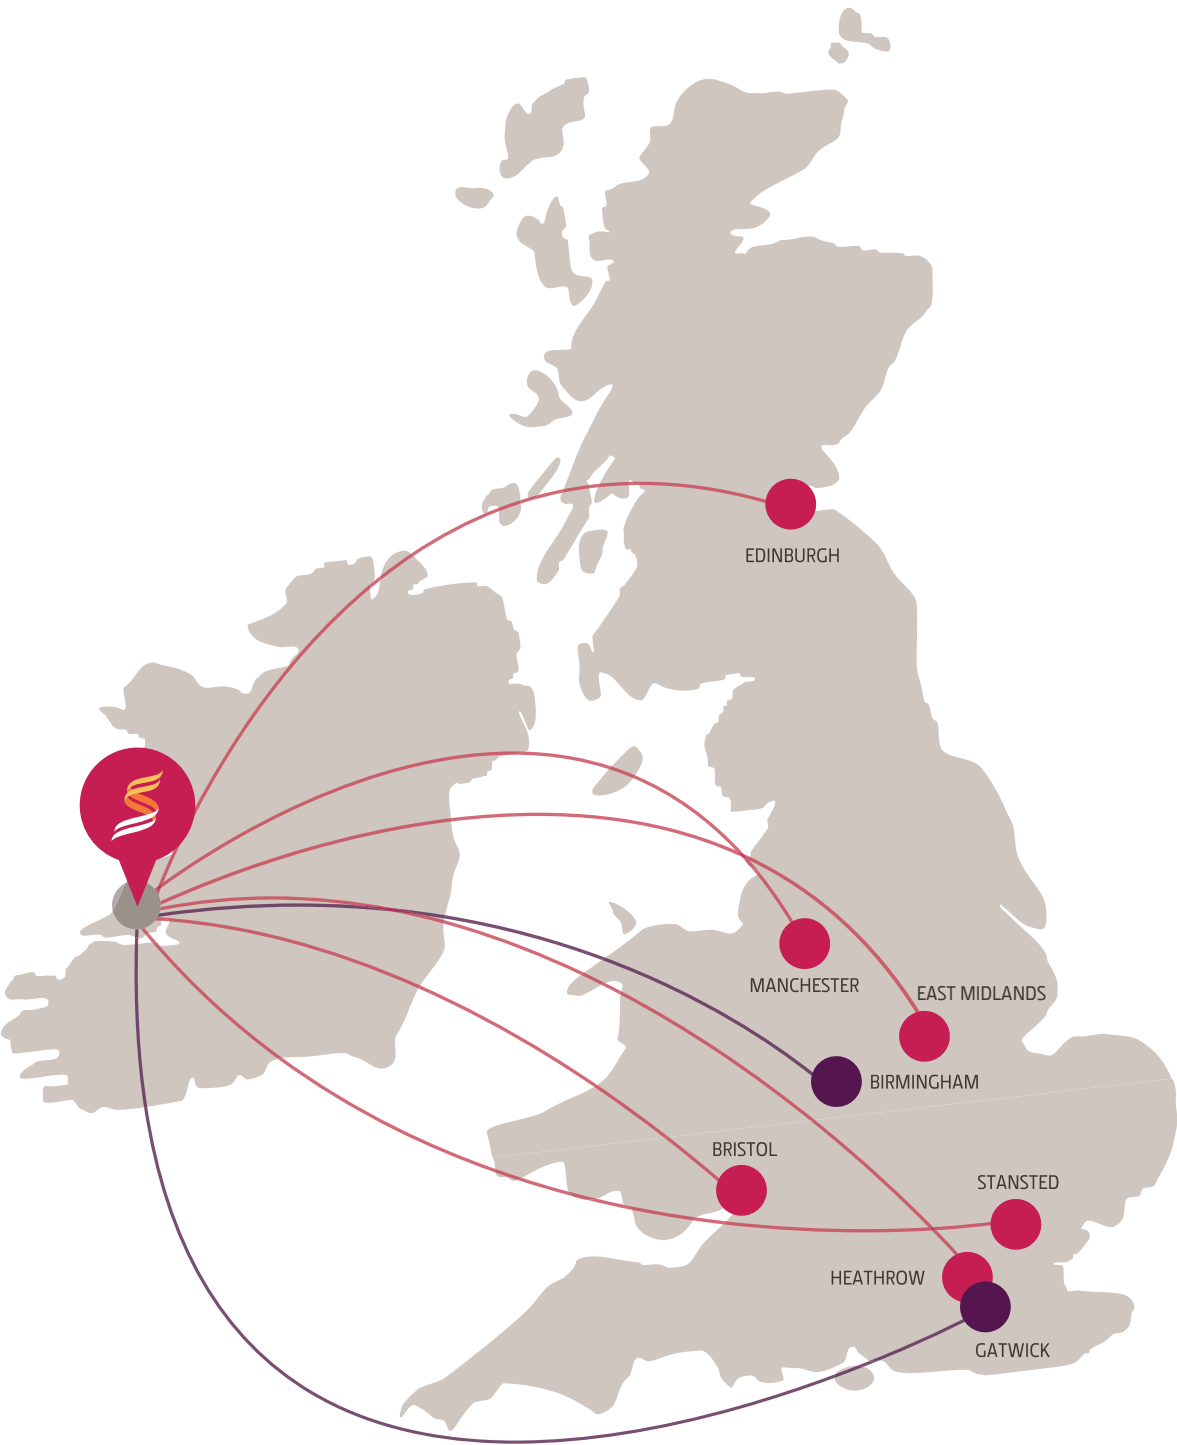 EDINBURGH
MANCHESTER
EAST MIDLANDS
BIRMINGHAM
BRISTOL
STANSTED
HEATHROW
GATWICK